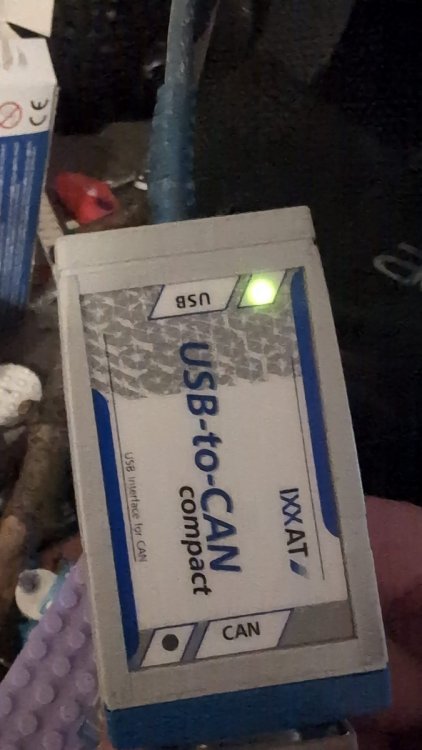 USB
USB-to-CAN
compact
USB Interface for CAN
IXXAT
CAN
CE